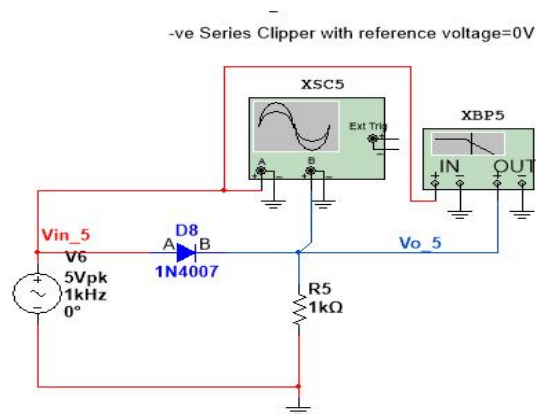 -ve Series Clipper with reference voltage=0V
XSC5
Ext Trig
+
-
A
B
+ - + -
XBP5
IN OUT
+ - + -
Vin_5
D8
A B
Vo_5
1N4007
V6
5Vpk
1kHz
0°
+
-
R5
1kΩ